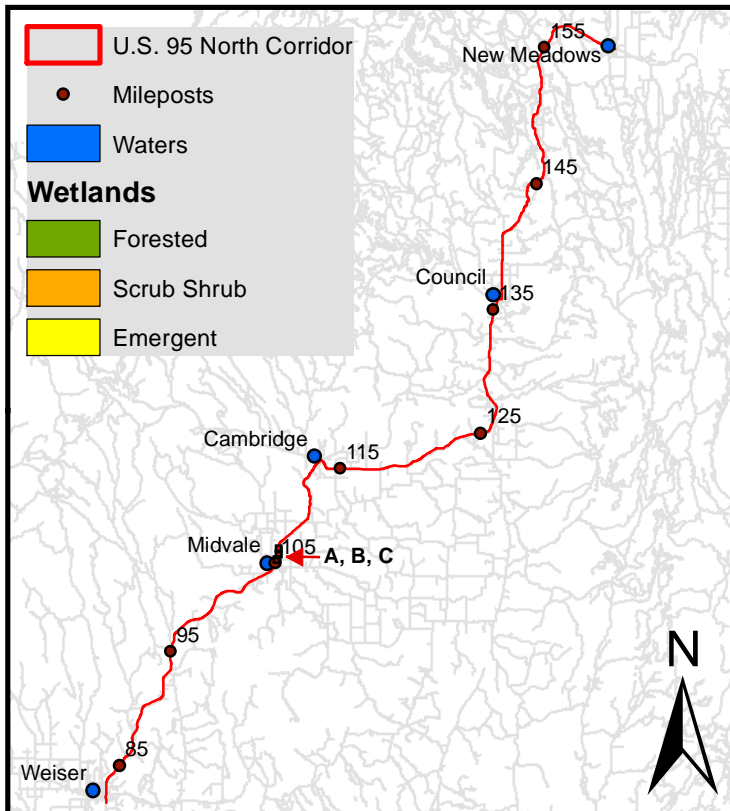 U.S. 95 North Corridor
Mileposts
Waters
Wetlands
Forested
Scrub Shrub
Emergent
155
New Meadows
145
Council
135
125
Cambridge
115
Midvale
105
A, B, C
95
N
85
Weiser